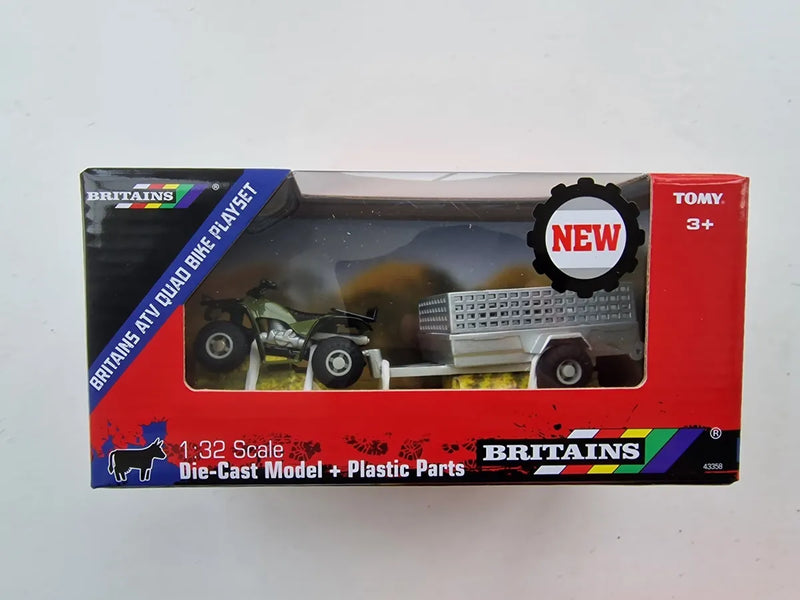 BRITAINS ®
BRITAINS ATV QUAD BIKE PLAYSET
NEW
TOMY®
3+
1:32 Scale
Die-Cast Model + Plastic Parts
BRITAINS ®
43358